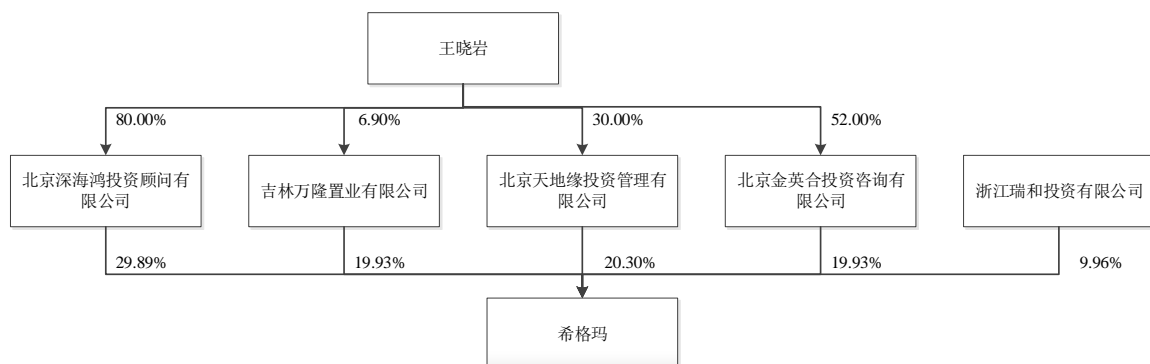 王晓岩
80.00%
6.90%
30.00%
52.00%
北京深海鸿投资顾问有
限公司
吉林万隆置业有限公司
北京天地缘投资管理有
限公司
北京金英合投资咨询有
限公司
浙江瑞和投资有限公司
29.89%
19.93%
20.30%
19.93%
9.96%
希格玛